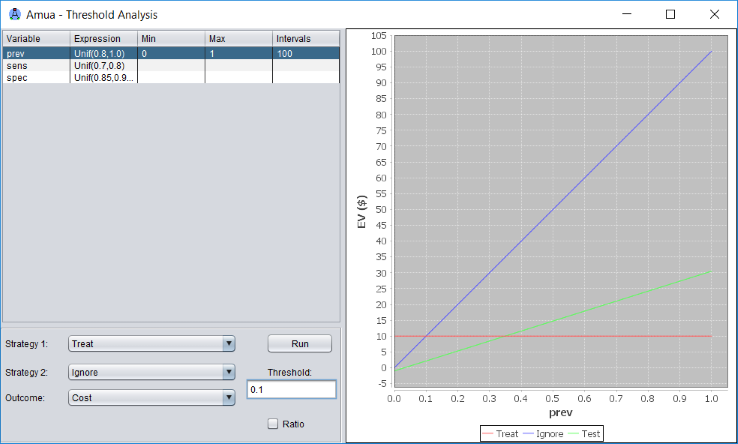 Amua - Threshold Analysis
Variable Expression Min Max Intervals
prev Unif(0.8,1.0) 0 1 100
sens Unif(0.7,0.8)
spec Unif(0.85,0.9...
Strategy 1: Treat Run
Strategy 2: Ignore Threshold:
0.1
Outcome: Cost
Ratio
105
100
95
90
85
80
75
70
65
60
55
50
45
40
35
30
25
20
15
10
5
0
-5
EV ($)
0.0 0.1 0.2 0.3 0.4 0.5 0.6 0.7 0.8 0.9 1.0
prev
Treat Ignore Test